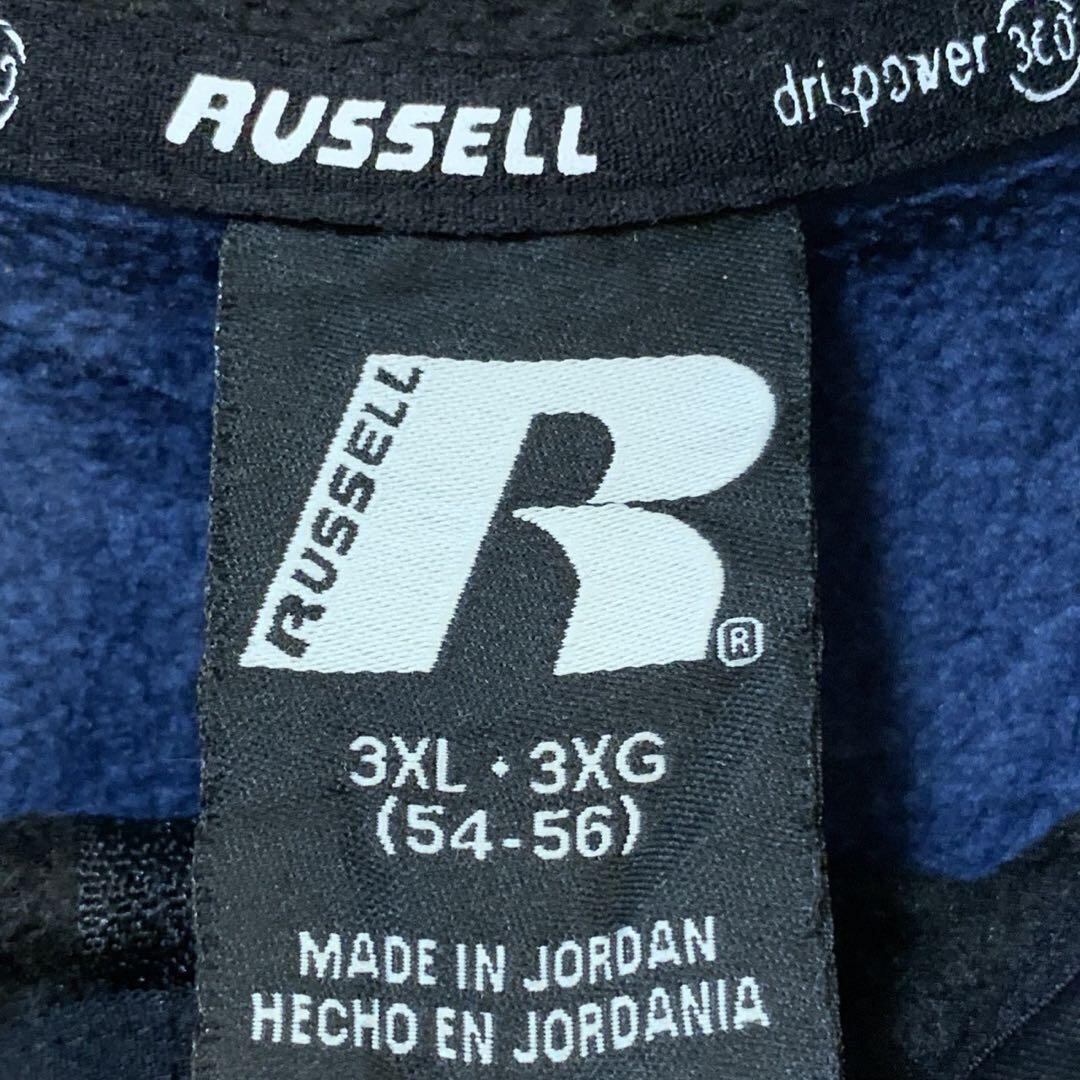 RUSSELL
dri-power 360
RUSSELL
R
®
3XL • 3XG
(54-56)
MADE IN JORDAN
HECHO EN JORDANIA